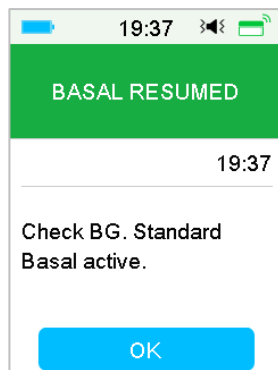 19:37
BASAL RESUMED
19:37
Check BG. Standard
Basal active.
OK